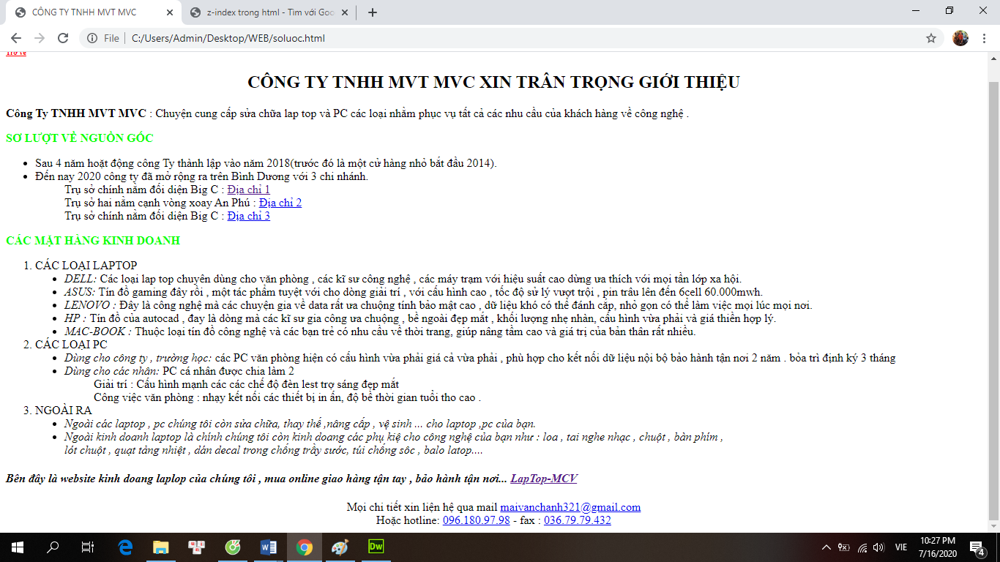 CÔNG TY TNHH MVT MVC
z-index trong html - Tìm với Goo
File
C:/Users/Admin/Desktop/WEB/soluoc.html
Trở về
CÔNG TY TNHH MVT MVC XIN TRÂN TRỌNG GIỚI THIỆU
Công Ty TNHH MVT MVC : Chuyện cung cấp sửa chữa lap top và PC các loại nhằm phục vụ tất cả các nhu cầu của khách hàng về công nghệ .
SƠ LƯỢT VỀ NGUỒN GỐC
• Sau 4 năm hoặt động công Ty thành lập vào năm 2018(trước đó là một cử hàng nhỏ bắt đầu 2014).
• Đến nay 2020 công ty đã mở rộng ra trên Bình Dương với 3 chi nhánh.
Trụ sở chính nằm đối diện Big C : Địa chỉ 1
Trụ sở hai nằm cạnh vòng xoay An Phú : Địa chỉ 2
Trụ sở chính nằm đối diện Big C : Địa chỉ 3
CÁC MẶT HÀNG KINH DOANH
1. CÁC LOẠI LAPTOP
• DELL: Các loại lap top chuyên dùng cho văn phòng , các kĩ sư công nghệ , các máy trạm với hiệu suất cao dừng ưa thích với mọi tần lớp xa hội.
• ASUS: Tín đồ gaming đây rồi , một tác phẩm tuyệt với cho dòng giải trí , với cấu hình cao , tốc độ sử lý vượt trội , pin trâu lên đến 6çell 60.000mwh.
• LENOVO : Đây là công nghệ mà các chuyện gia về data rất ưa chuộng tính bảo mật cao , dữ liệu khó có thể đánh cắp, nhỏ gọn có thể làm việc mọi lúc mọi nơi.
• HP : Tín đồ của autocad , đay là dòng mà các kĩ sư gia công ưa chuộng , bề ngoài đẹp mắt , khối lượng nhẹ nhàn, cấu hình vừa phải và giá thiền hợp lý.
• MAC-BOOK : Thuộc loại tín đồ công nghệ và các bạn trẻ có nhu cầu về thời trang, giúp nâng tầm cao và giá trị của bản thân rất nhiều.
2. CÁC LOẠI PC
• Dùng cho công ty , trường học: các PC văn phòng hiện có cấu hình vừa phải giá cả vừa phải , phù hợp cho kết nối dữ liệu nội bộ bảo hành tận nơi 2 năm . bỏa trì định ký 3 tháng
• Dùng cho các nhân: PC cá nhân được chia làm 2
Giải trí : Cấu hình mạnh các các chế độ đèn lest trợ sáng đẹp mắt
Công việc văn phòng : nhạy kết nối các thiết bị in ấn, độ bề thời gian tuổi tho cao .
3. NGOÀI RA
• Ngoài các laptop , pc chúng tôi còn sửa chữa, thay thế ,nâng cấp , vệ sinh ... cho laptop ,pc của bạn.
• Ngoài kinh doanh laptop là chính chúng tôi còn kinh doang các phụ kiệ cho công nghệ của bạn như : loa , tai nghe nhạc , chuột , bàn phím ,
lót chuột , quạt tảng nhiệt , dán decal trong chống trầy sước, túi chống sôc , balo latop....
Bên đây là website kinh doang laplop của chúng tôi , mua online giao hàng tận tay , bảo hành tận nơi... LapTop-MCV
Mọi chi tiết xin liện hệ qua mail maivanchanh321@gmail.com
Hoặc hotline: 096.180.97.98 - fax : 036.79.79.432
VIE
10:27 PM
7/16/2020
4
Dw